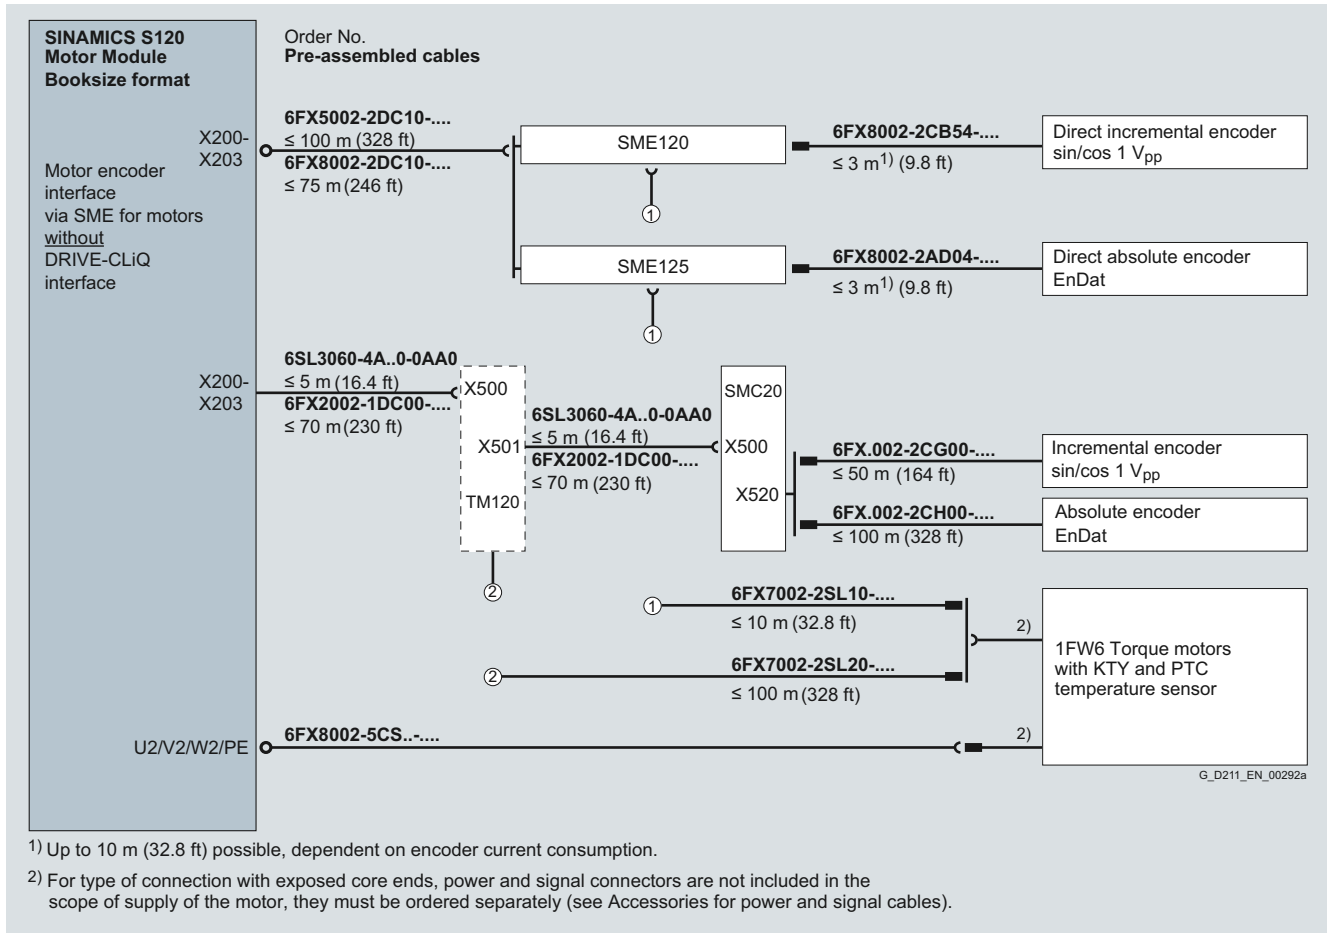 SINAMICS S120
Motor Module
Booksize format
Order No.
Pre-assembled cables
X200-
X203
Motor encoder
interface
via SME for motors
without
DRIVE-CLiQ
interface
6FX5002-2DC10-....
≤ 100 m (328 ft)
6FX8002-2DC10-....
≤ 75 m (246 ft)
SME120
6FX8002-2CB54-....
≤ 3 m1) (9.8 ft)
Direct incremental encoder
sin/cos 1 Vpp
1
SME125
6FX8002-2AD04-....
≤ 3 m1) (9.8 ft)
Direct absolute encoder
EnDat
1
X200-
X203
6SL3060-4A..0-0AA0
≤ 5 m (16.4 ft)
6FX2002-1DC00-....
≤ 70 m (230 ft)
X500
X501
TM120
2
6SL3060-4A..0-0AA0
≤ 5 m (16.4 ft)
6FX2002-1DC00-....
≤ 70 m (230 ft)
SMC20
X500
X520
6FX.002-2CG00-....
≤ 50 m (164 ft)
Incremental encoder
sin/cos 1 Vpp
6FX.002-2CH00-....
≤ 100 m (328 ft)
Absolute encoder
EnDat
1
6FX7002-2SL10-....
≤ 10 m (32.8 ft)
2
6FX7002-2SL20-....
≤ 100 m (328 ft)
2)
1FW6 Torque motors
with KTY and PTC
temperature sensor
U2/V2/W2/PE
6FX8002-5CS..-....
2)
G_D211_EN_00292a
1) Up to 10 m (32.8 ft) possible, dependent on encoder current consumption.
2) For type of connection with exposed core ends, power and signal connectors are not included in the
scope of supply of the motor, they must be ordered separately (see Accessories for power and signal cables).